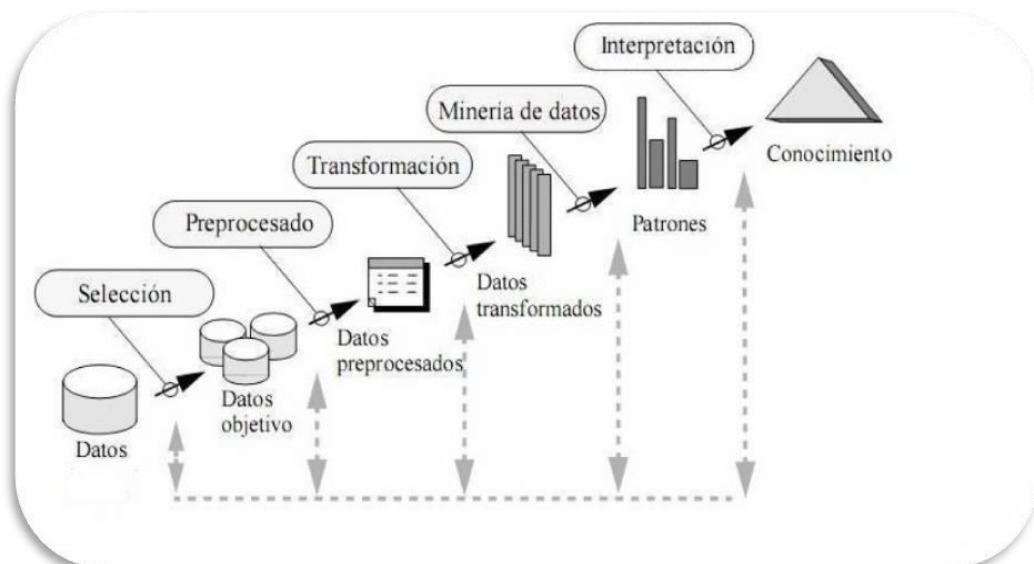 Interpretación
Minería de datos
Conocimiento
Transformación
Patrones
Preprocesado
Datos
transformados
Selección
Datos
preprocesados
Datos
objetivo
Datos